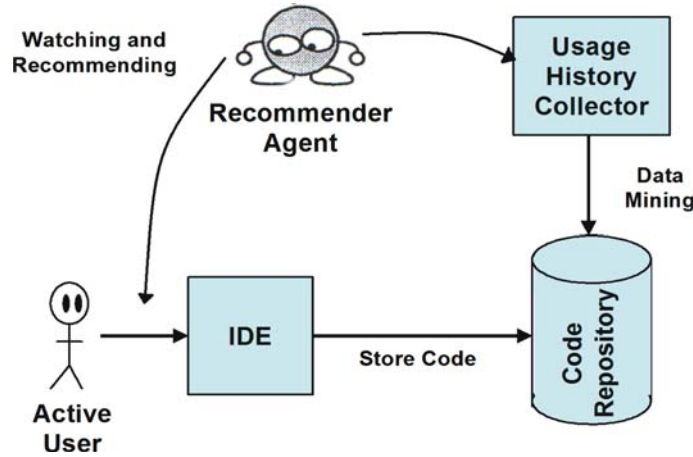 Watching and
Recommending
Recommender
Agent
Usage
History
Collector
Data
Mining
IDE
Store Code
Code
Repository
Active
User